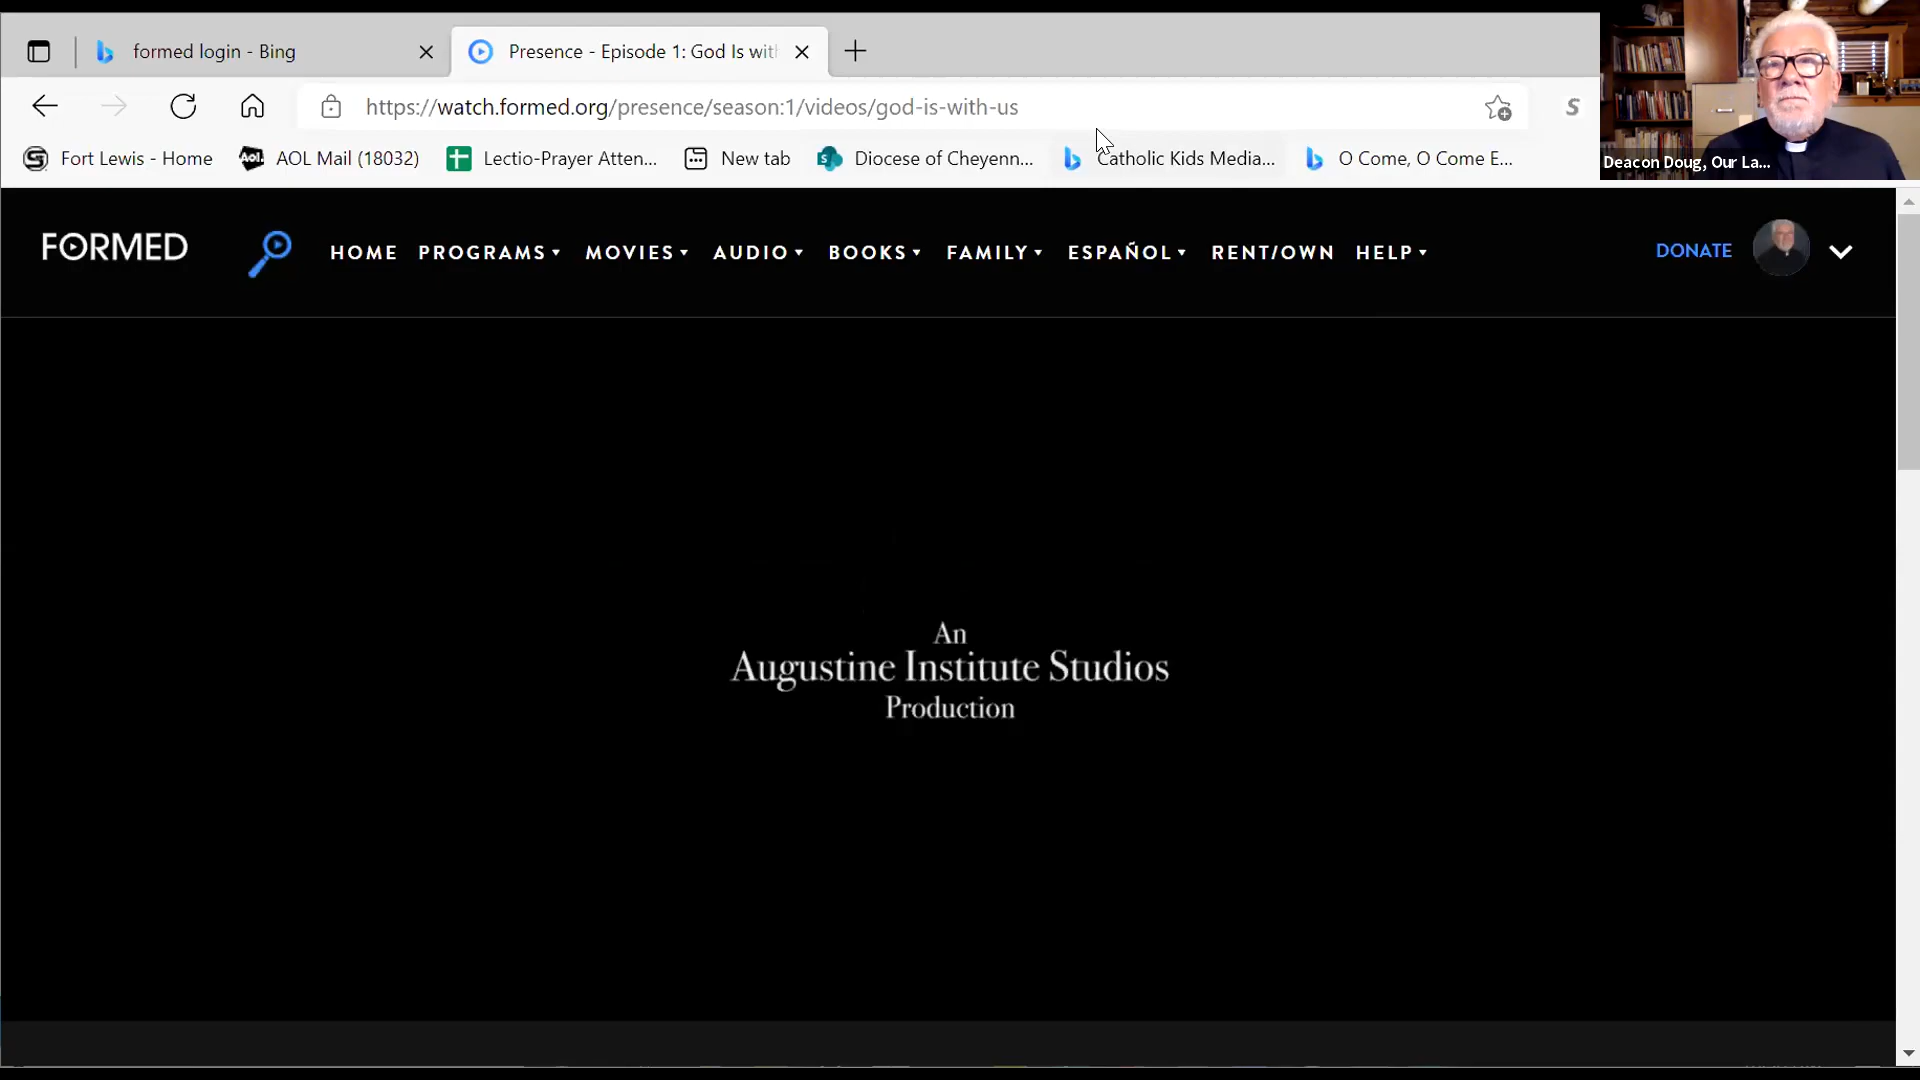 formed login - Bing
Presence - Episode 1: God Is with
https://watch.formed.org/presence/season:1/videos/god-is-with-us
S
Fort Lewis - Home
Aol.
AOL Mail (18032)
Lectio-Prayer Atten...
New tab
Diocese of Cheyenn...
Catholic Kids Media...
O Come, O Come E...
Deacon Doug, Our La...
FORMED
HOME
PROGRAMS
MOVIES
AUDIO
BOOKS
FAMILY
ESPAÑOL
RENT/OWN
HELP
DONATE
An
Augustine Institute Studios
Production